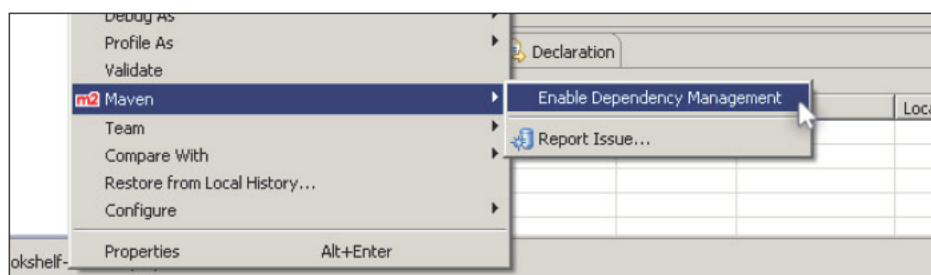 Debug As
Profile As
Declaration
Validate
m2 Maven
Enable Dependency Management
Loca
Team
Report Issue...
Compare With
Restore from Local History...
Configure
Properties Alt+Enter
okshelf-